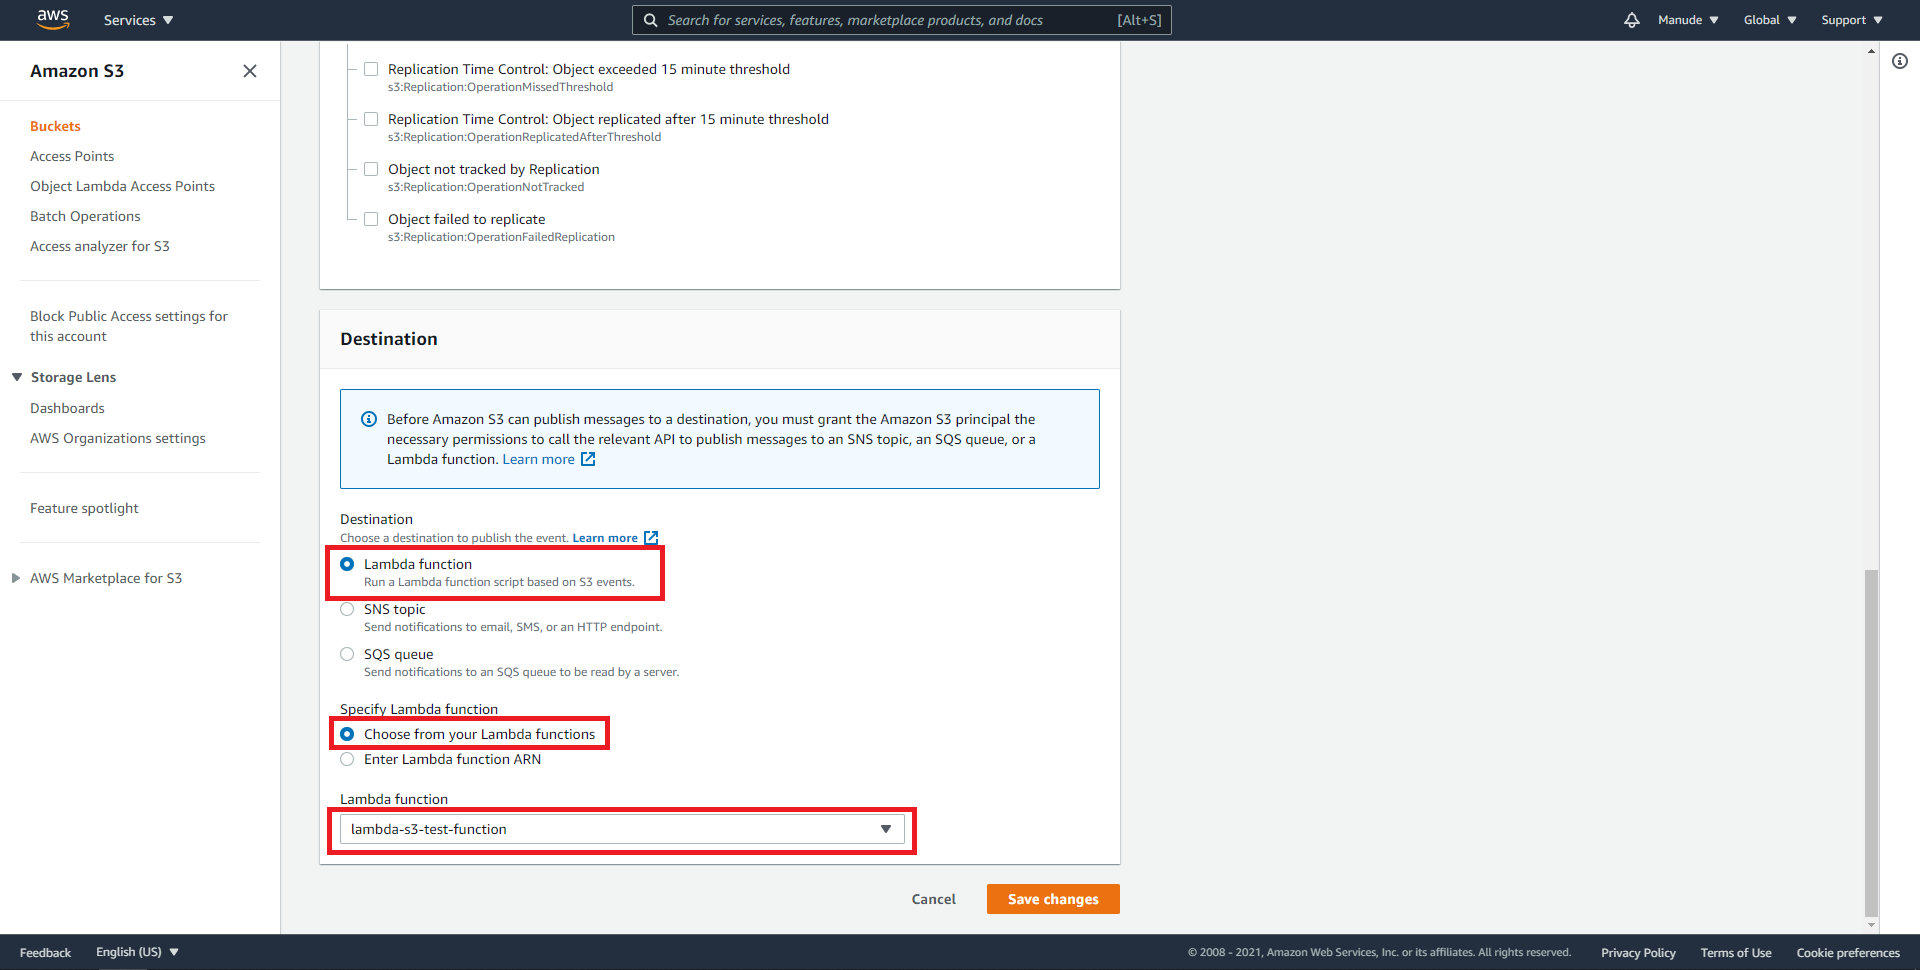 aws
Services
Search for services, features, marketplace products, and docs
[Alt+S]
Manude
Global
Support
Amazon S3
Buckets
Access Points
Object Lambda Access Points
Batch Operations
Access analyzer for S3
Block Public Access settings for
this account
Storage Lens
Dashboards
AWS Organizations settings
Feature spotlight
AWS Marketplace for S3
Replication Time Control: Object exceeded 15 minute threshold
s3:Replication:OperationMissedThreshold
Replication Time Control: Object replicated after 15 minute threshold
s3:Replication:OperationReplicatedAfterThreshold
Object not tracked by Replication
s3:Replication:OperationNotTracked
Object failed to replicate
s3:Replication:OperationFailedReplication
Destination
Before Amazon S3 can publish messages to a destination, you must grant the Amazon S3 principal the
necessary permissions to call the relevant API to publish messages to an SNS topic, an SQS queue, or a
Lambda function. Learn more
Destination
Choose a destination to publish the event. Learn more
Lambda function
Run a Lambda function script based on S3 events.
SNS topic
Send notifications to email, SMS, or an HTTP endpoint.
SQS queue
Send notifications to an SQS queue to be read by a server.
Specify Lambda function
Choose from your Lambda functions
Enter Lambda function ARN
Lambda function
lambda-s3-test-function
Cancel
Save changes
Feedback
English (US)
© 2008 - 2021, Amazon Web Services, Inc. or its affiliates. All rights reserved.
Privacy Policy
Terms of Use
Cookie preferences